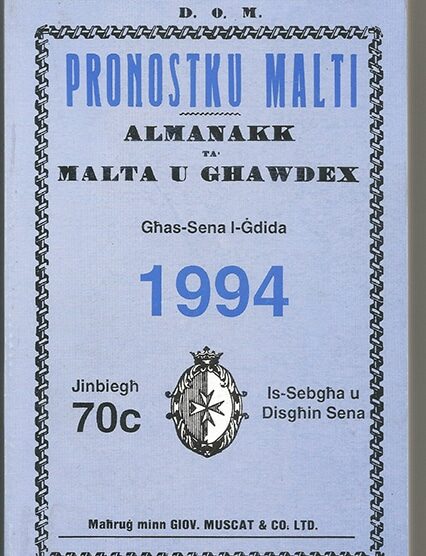 D. O. M.
PRONOSTKU MALTI
ALMANAKK
TA'
MALTA U GĦAWDEX
Għas-Sena l-Ġdida
1994
Jinbiegħ
70c
Is-Sebgħa u
Disgħin Sena
Maħruġ minn GIOV. MUSCAT & CO. LTD.